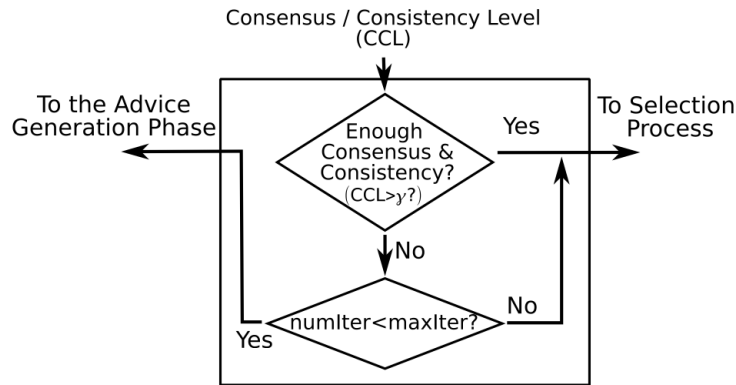 Consensus / Consistency Level
(CCL)
To the Advice
Generation Phase
To Selection
Process
Enough
Consensus &
Consistency?
(CCL>γ?)
Yes
No
numIter<maxIter?
Yes
No